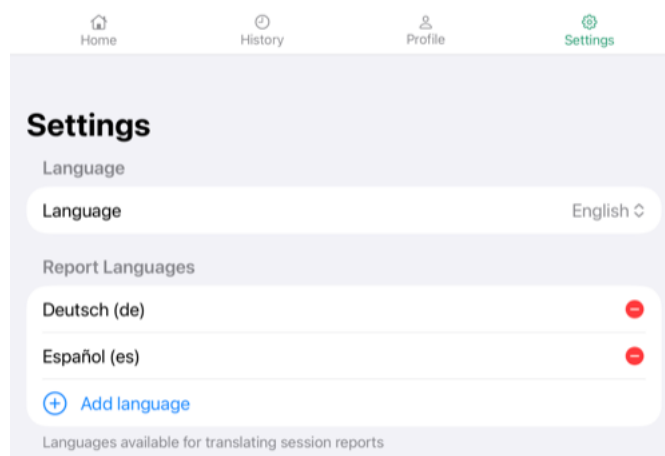 Home History Profile Settings
Settings
Language
Language English
Report Languages
Deutsch (de)
Español (es)
Add language
Languages available for translating session reports